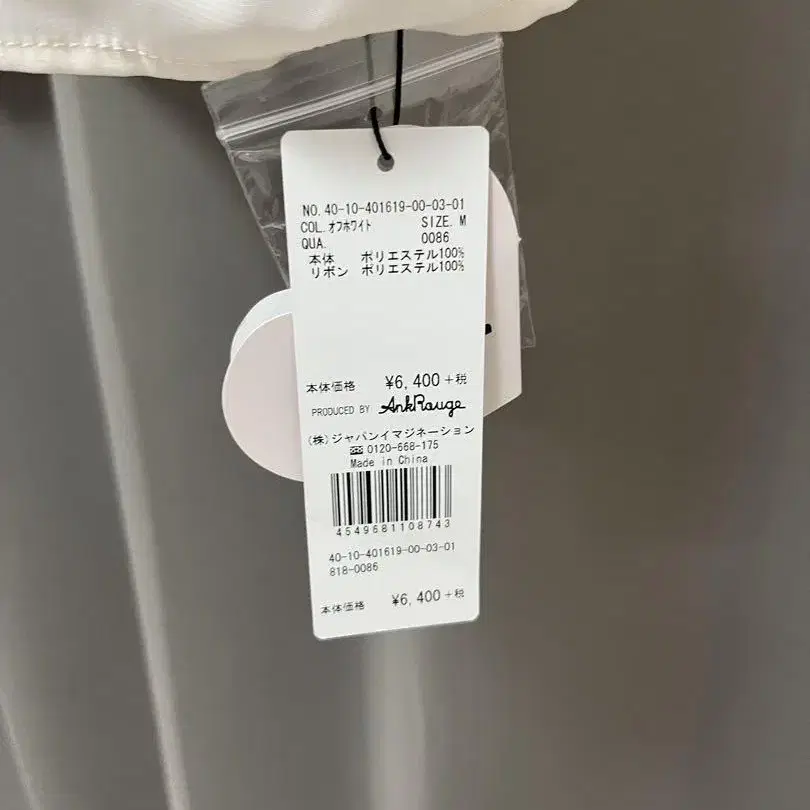 NO. 40-10-401619-00-03-01
COL. オフホワイト SIZE. M
QUA. 0086
本体 ポリエステル100%
リボン ポリエステル100%
本体価格 ¥6,400 +税
PRODUCED BY Ank Rouge
(株)ジャパンイマジネーション
0120-668-175
Made in China
4549681108743
40-10-401619-00-03-01
818-0086
本体価格 ¥6,400 +税